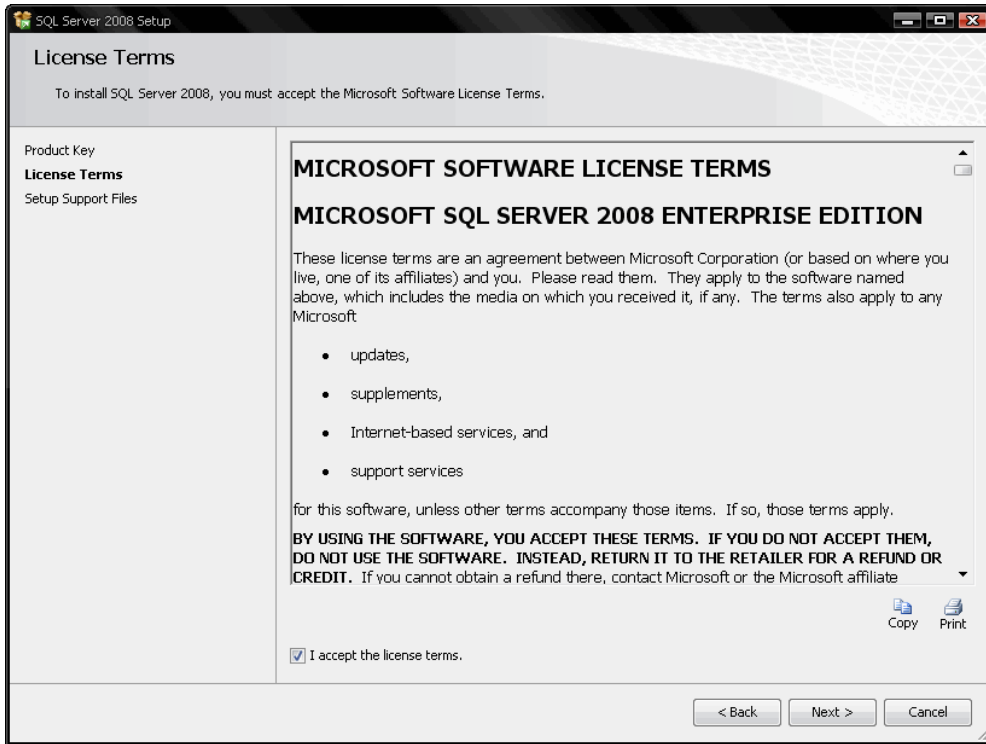 SQL Server 2008 Setup
License Terms
To install SQL Server 2008, you must accept the Microsoft Software License Terms.
Product Key
License Terms
Setup Support Files
MICROSOFT SOFTWARE LICENSE TERMS
MICROSOFT SQL SERVER 2008 ENTERPRISE EDITION
These license terms are an agreement between Microsoft Corporation (or based on where you
live, one of its affiliates) and you. Please read them. They apply to the software named
above, which includes the media on which you received it, if any. The terms also apply to any
Microsoft
• updates,
• supplements,
• Internet-based services, and
• support services
for this software, unless other terms accompany those items. If so, those terms apply.
BY USING THE SOFTWARE, YOU ACCEPT THESE TERMS. IF YOU DO NOT ACCEPT THEM,
DO NOT USE THE SOFTWARE. INSTEAD, RETURN IT TO THE RETAILER FOR A REFUND OR
CREDIT. If you cannot obtain a refund there, contact Microsoft or the Microsoft affiliate
Copy Print
I accept the license terms.
< Back Next > Cancel